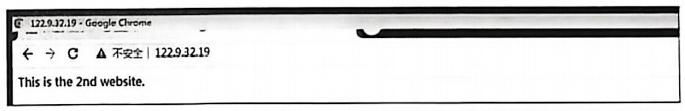 122.9.32.19 - Google Chrome
不安全 | 122.9.32.19
This is the 2nd website.